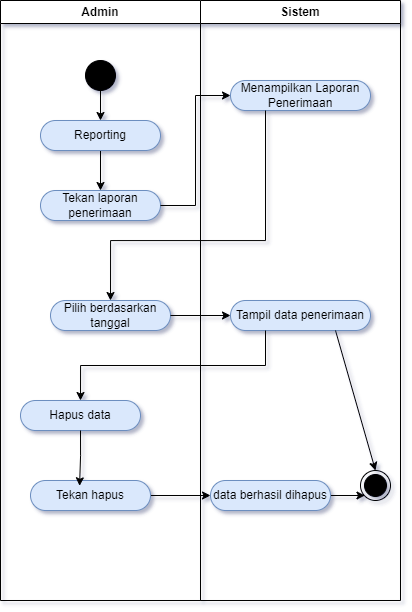 Admin
Sistem
Reporting
Tekan laporan
penerimaan
Menampilkan Laporan
Penerimaan
Pilih berdasarkan
tanggal
Tampil data penerimaan
Hapus data
Tekan hapus
data berhasil dihapus